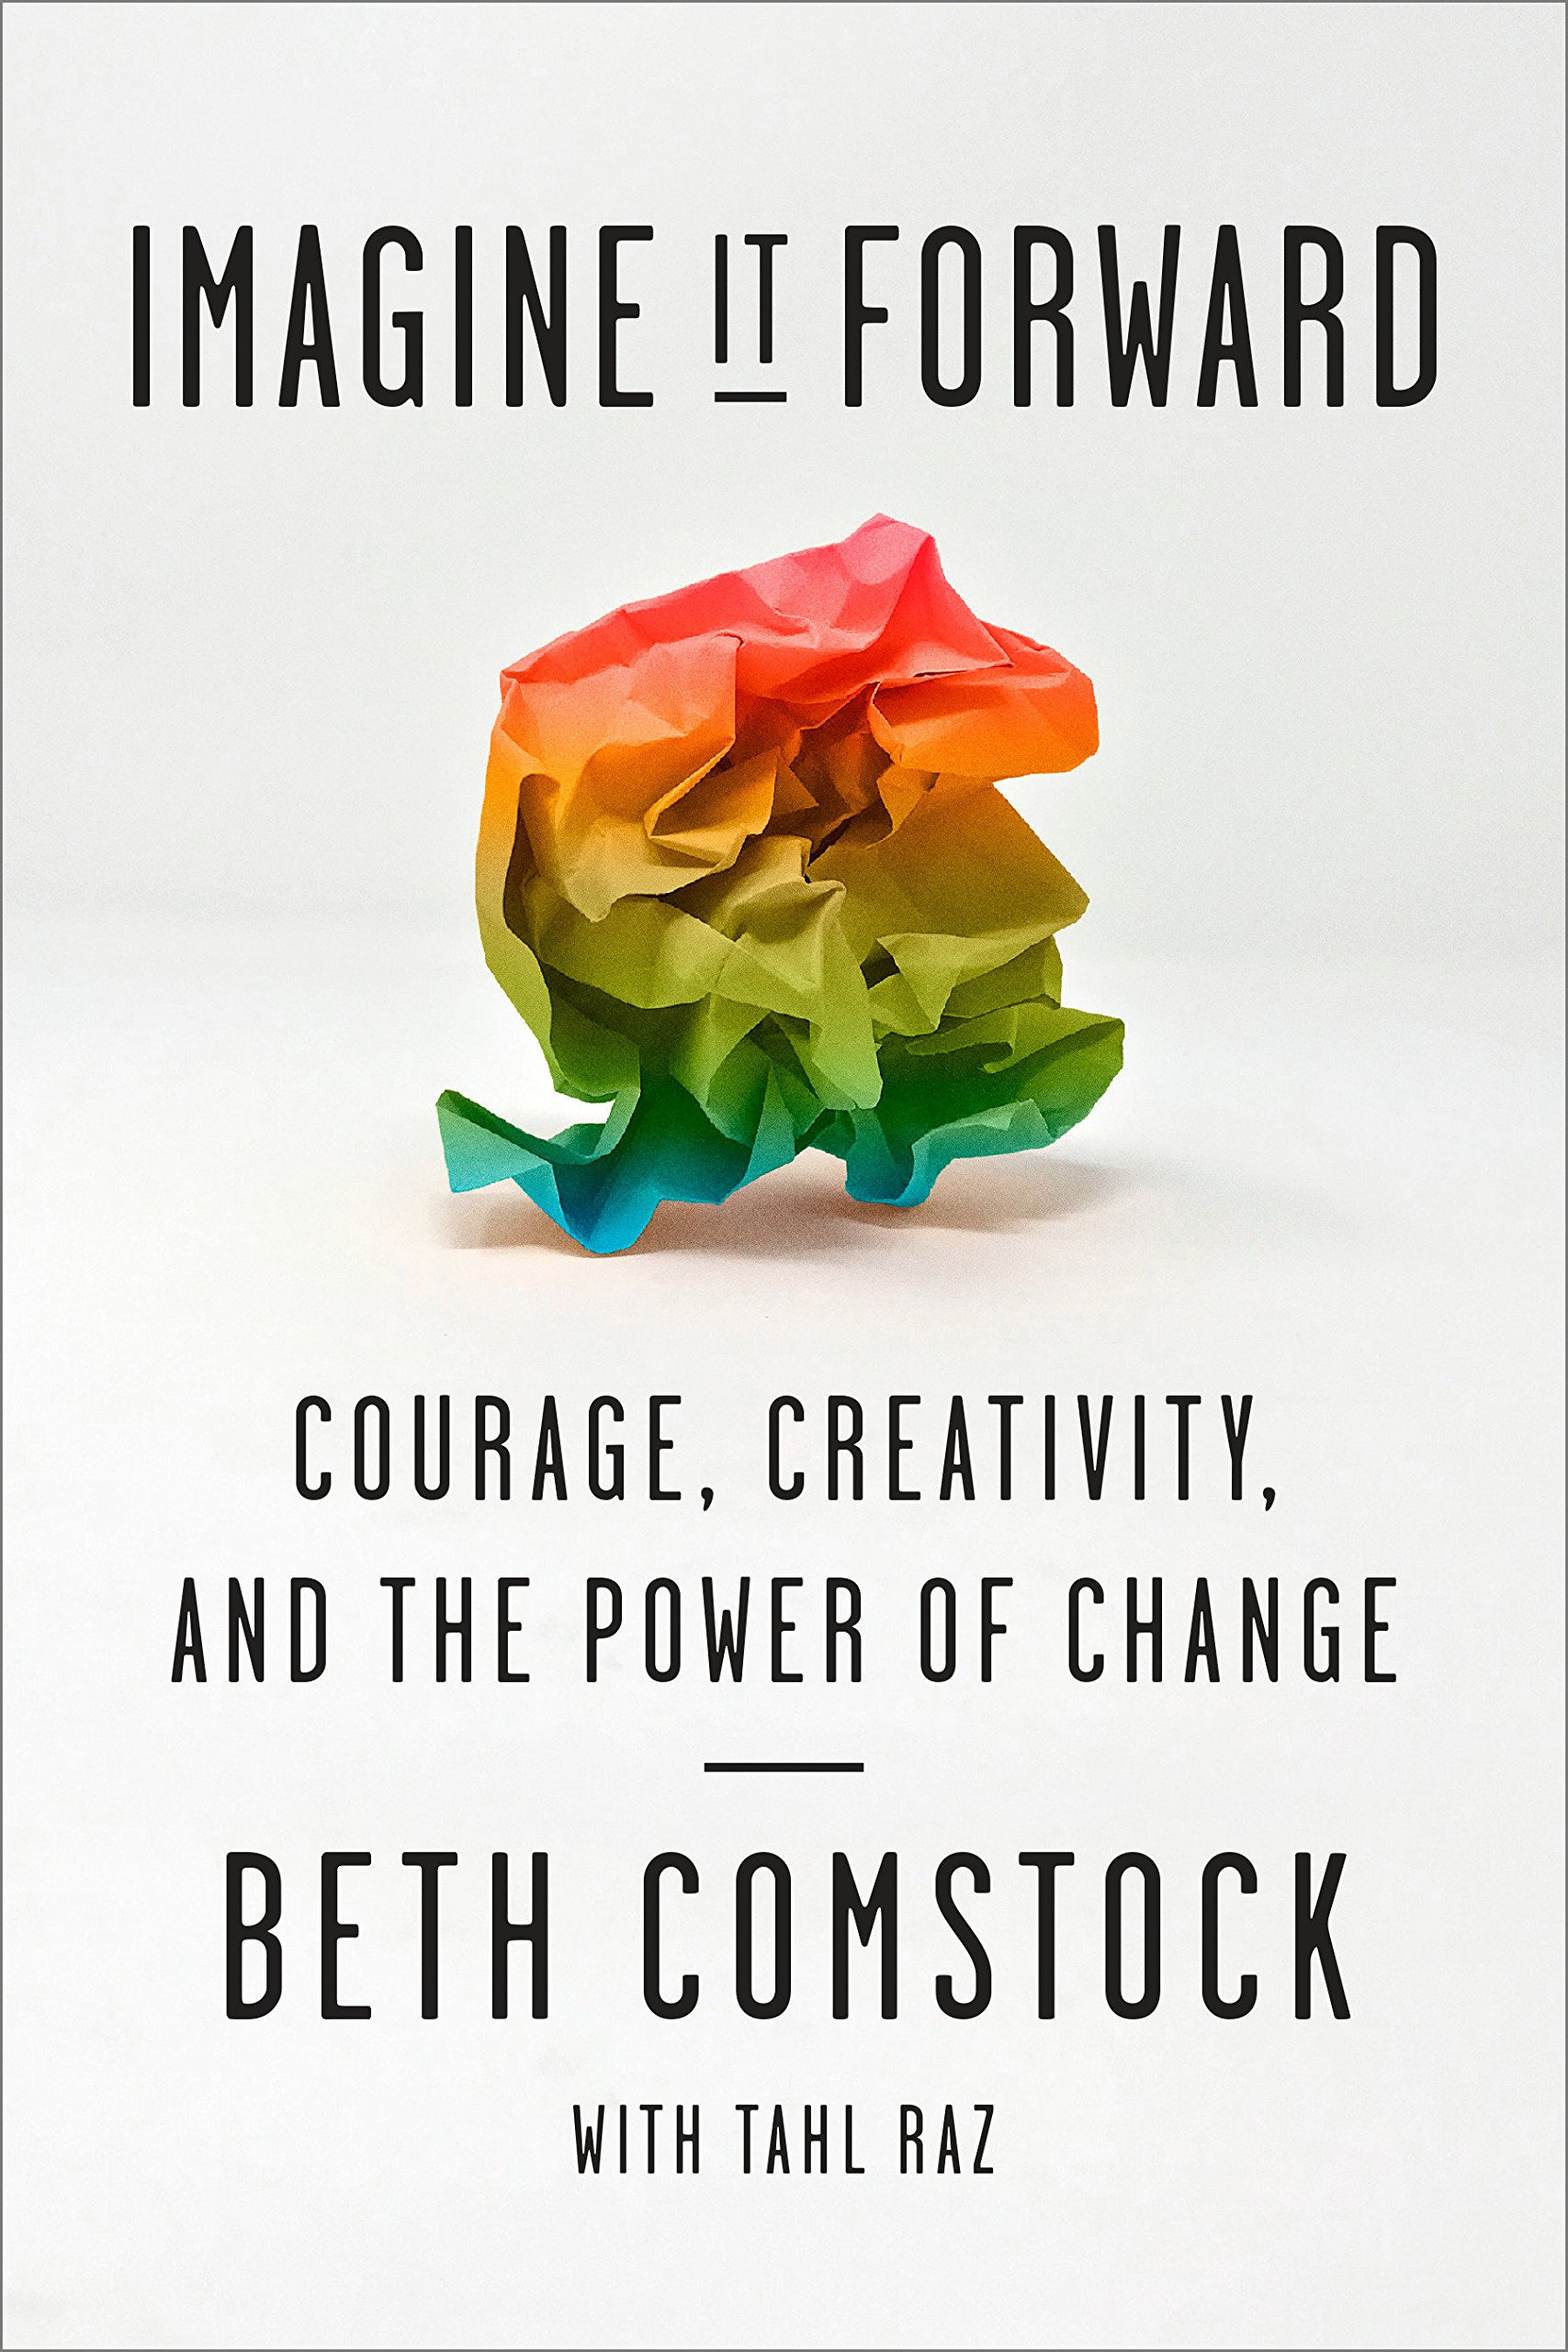 IMAGINE IT FORWARD
COURAGE, CREATIVITY,
AND THE POWER OF CHANGE
BETH COMSTOCK
WITH TAHL RAZ